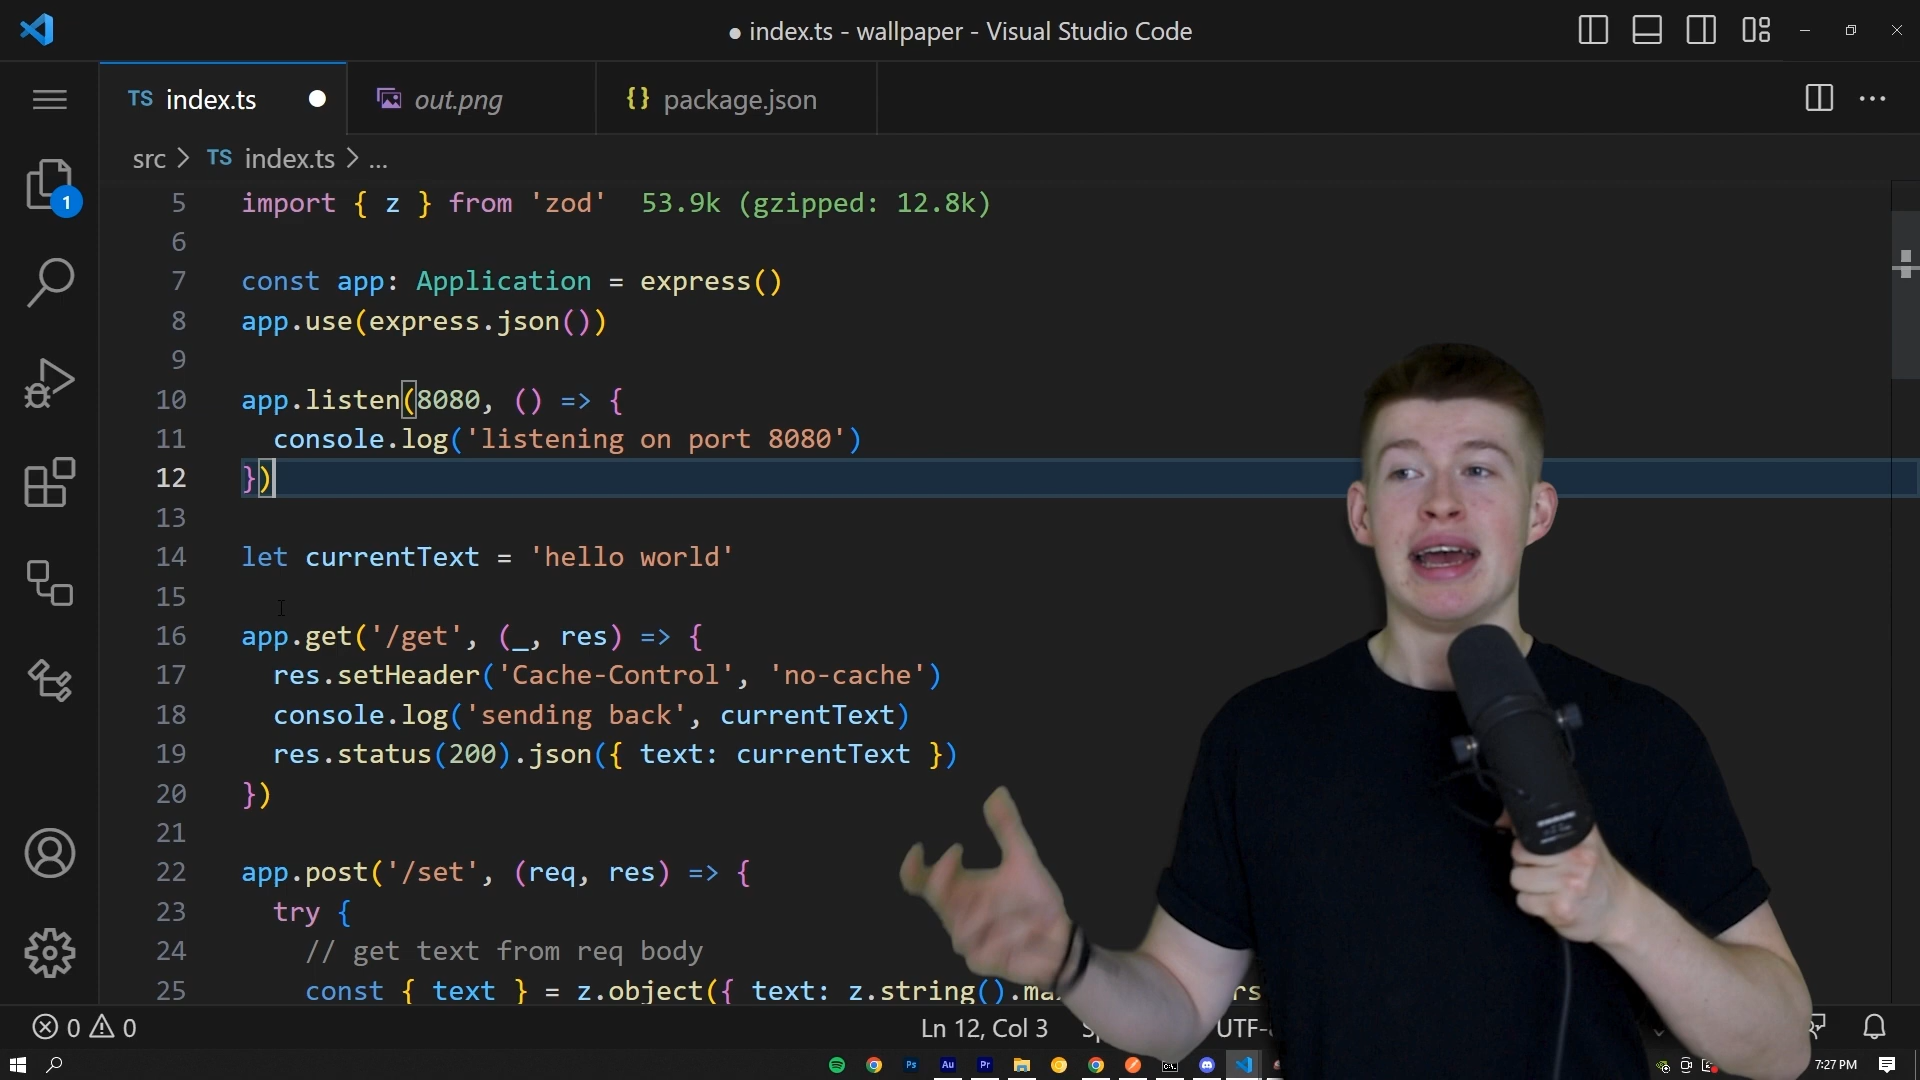 ● index.ts - wallpaper - Visual Studio Code
TS index.ts
out.png
{} package.json
src > TS index.ts > ...
1
5 import { z } from 'zod' 53.9k (gzipped: 12.8k)
6
7 const app: Application = express()
8 app.use(express.json())
9
10 app.listen(8080, () => {
11 console.log('listening on port 8080')
12 })
13
14 let currentText = 'hello world'
15
16 app.get('/get', (_, res) => {
17 res.setHeader('Cache-Control', 'no-cache')
18 console.log('sending back', currentText)
19 res.status(200).json({ text: currentText })
20 })
21
22 app.post('/set', (req, res) => {
23 try {
24 // get text from req body
25 const { text } = z.object({ text: z.string().ma
0 0
Ln 12, Col 3
UTF-
Ps
Au
Pr
7:27 PM